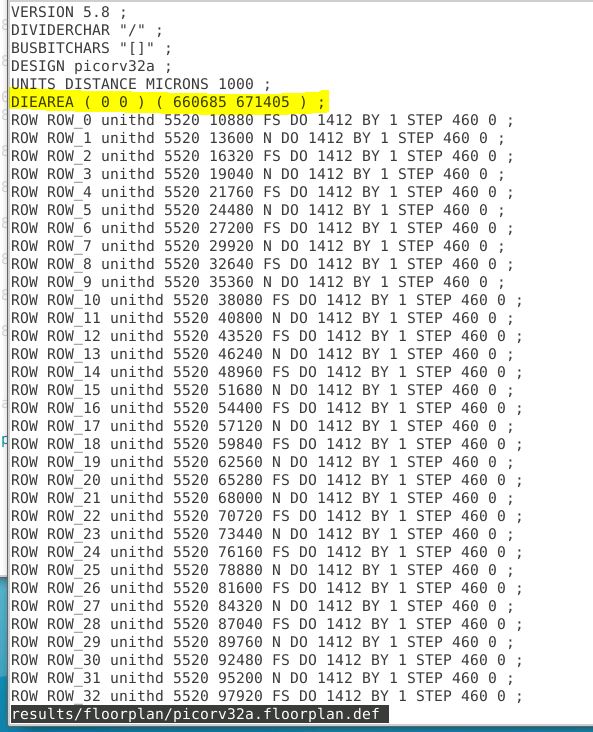 VERSION 5.8 ;
DIVIDERCHAR "/" ;
BUSBITCHARS "[]" ;
DESIGN picorv32a ;
UNITS DISTANCE MICRONS 1000 ;
DIEAREA ( 0 0 ) ( 660685 671405 ) ;
ROW ROW_0 unithd 5520 10880 FS DO 1412 BY 1 STEP 460 0 ;
ROW ROW_1 unithd 5520 13600 N DO 1412 BY 1 STEP 460 0 ;
ROW ROW_2 unithd 5520 16320 FS DO 1412 BY 1 STEP 460 0 ;
ROW ROW_3 unithd 5520 19040 N DO 1412 BY 1 STEP 460 0 ;
ROW ROW_4 unithd 5520 21760 FS DO 1412 BY 1 STEP 460 0 ;
ROW ROW_5 unithd 5520 24480 N DO 1412 BY 1 STEP 460 0 ;
ROW ROW_6 unithd 5520 27200 FS DO 1412 BY 1 STEP 460 0 ;
ROW ROW_7 unithd 5520 29920 N DO 1412 BY 1 STEP 460 0 ;
ROW ROW_8 unithd 5520 32640 FS DO 1412 BY 1 STEP 460 0 ;
ROW ROW_9 unithd 5520 35360 N DO 1412 BY 1 STEP 460 0 ;
ROW ROW_10 unithd 5520 38080 FS DO 1412 BY 1 STEP 460 0 ;
ROW ROW_11 unithd 5520 40800 N DO 1412 BY 1 STEP 460 0 ;
ROW ROW_12 unithd 5520 43520 FS DO 1412 BY 1 STEP 460 0 ;
ROW ROW_13 unithd 5520 46240 N DO 1412 BY 1 STEP 460 0 ;
ROW ROW_14 unithd 5520 48960 FS DO 1412 BY 1 STEP 460 0 ;
ROW ROW_15 unithd 5520 51680 N DO 1412 BY 1 STEP 460 0 ;
ROW ROW_16 unithd 5520 54400 FS DO 1412 BY 1 STEP 460 0 ;
ROW ROW_17 unithd 5520 57120 N DO 1412 BY 1 STEP 460 0 ;
ROW ROW_18 unithd 5520 59840 FS DO 1412 BY 1 STEP 460 0 ;
ROW ROW_19 unithd 5520 62560 N DO 1412 BY 1 STEP 460 0 ;
ROW ROW_20 unithd 5520 65280 FS DO 1412 BY 1 STEP 460 0 ;
ROW ROW_21 unithd 5520 68000 N DO 1412 BY 1 STEP 460 0 ;
ROW ROW_22 unithd 5520 70720 FS DO 1412 BY 1 STEP 460 0 ;
ROW ROW_23 unithd 5520 73440 N DO 1412 BY 1 STEP 460 0 ;
ROW ROW_24 unithd 5520 76160 FS DO 1412 BY 1 STEP 460 0 ;
ROW ROW_25 unithd 5520 78880 N DO 1412 BY 1 STEP 460 0 ;
ROW ROW_26 unithd 5520 81600 FS DO 1412 BY 1 STEP 460 0 ;
ROW ROW_27 unithd 5520 84320 N DO 1412 BY 1 STEP 460 0 ;
ROW ROW_28 unithd 5520 87040 FS DO 1412 BY 1 STEP 460 0 ;
ROW ROW_29 unithd 5520 89760 N DO 1412 BY 1 STEP 460 0 ;
ROW ROW_30 unithd 5520 92480 FS DO 1412 BY 1 STEP 460 0 ;
ROW ROW_31 unithd 5520 95200 N DO 1412 BY 1 STEP 460 0 ;
ROW ROW_32 unithd 5520 97920 FS DO 1412 BY 1 STEP 460 0 ;
results/floorplan/picorv32a.floorplan.def